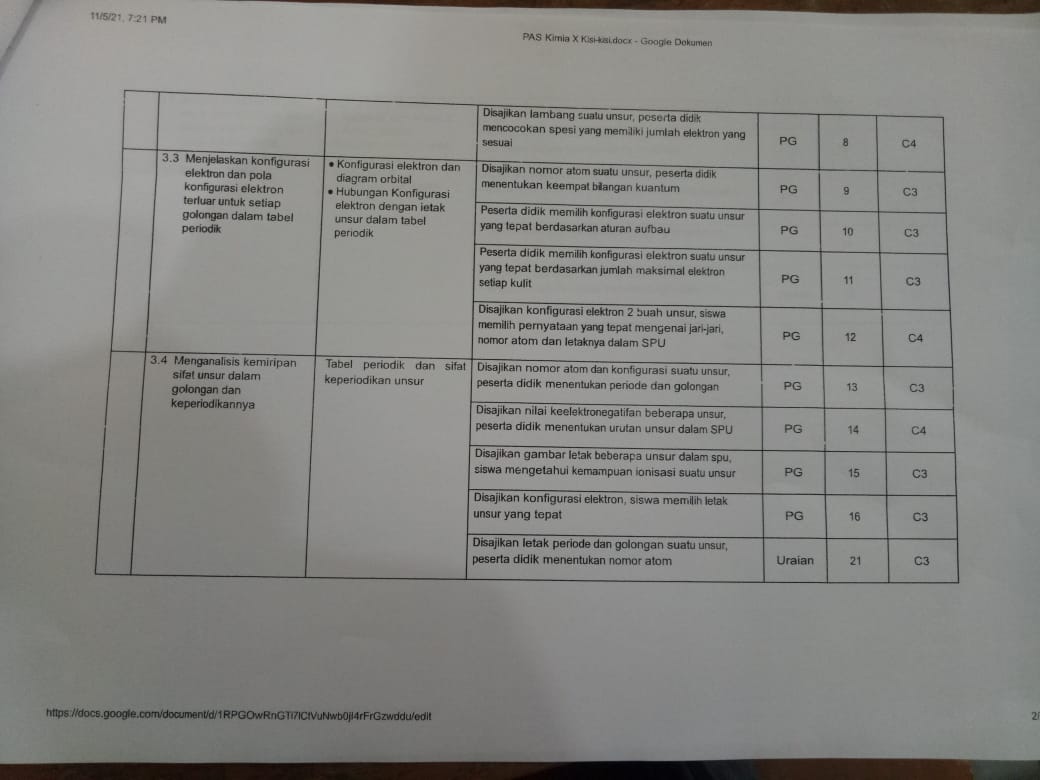 11/5/21, 7:21 PM
PAS Kimia X Kisi-kisi.docx - Google Dokumen
Disajikan lambang suatu unsur, peserta didik
mencocokan spesi yang memiliki jumlah elektron yang
sesuai
PG
8
C4
3.3 Menjelaskan konfigurasi
elektron dan pola
konfigurasi elektron
terluar untuk setiap
golongan dalam tabel
periodik
• Konfigurasi elektron dan
diagram orbital
• Hubungan Konfigurasi
elektron dengan letak
unsur dalam tabel
periodik
Disajikan nomor atom suatu unsur, peserta didik
menentukan keempat bilangan kuantum
PG
9
C3
Peserta didik memilih konfigurasi elektron suatu unsur
yang tepat berdasarkan aturan aufbau
PG
10
C3
Peserta didik memilih konfigurasi elektron suatu unsur
yang tepat berdasarkan jumlah maksimal elektron
setiap kulit
PG
11
C3
Disajikan konfigurasi elektron 2 buah unsur, siswa
memilih pernyataan yang tepat mengenai jari-jari,
nomor atom dan letaknya dalam SPU
PG
12
C4
3.4 Menganalisis kemiripan
sifat unsur dalam
golongan dan
keperiodikannya
Tabel periodik dan sifat
keperiodikan unsur
Disajikan nomor atom dan konfigurasi suatu unsur,
peserta didik menentukan periode dan golongan
PG
13
C3
Disajikan nilai keelektronegatifan beberapa unsur,
peserta didik menentukan urutan unsur dalam SPU
PG
14
C4
Disajikan gambar letak beberapa unsur dalam spu,
siswa mengetahui kemampuan ionisasi suatu unsur
PG
15
C3
Disajikan konfigurasi elektron, siswa memilih letak
unsur yang tepat
PG
16
C3
Disajikan letak periode dan golongan suatu unsur,
peserta didik menentukan nomor atom
Uraian
21
C3
2/